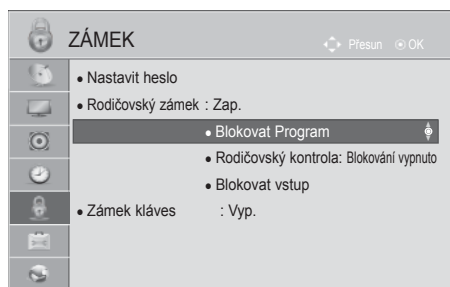 ZÁMEK
Přesun ⊙ OK
• Nastavit heslo
• Rodičovský zámek : Zap.
• Blokovat Program
• Rodičovský kontrola: Blokování vypnuto
• Blokovat vstup
• Zámek kláves : Vyp.